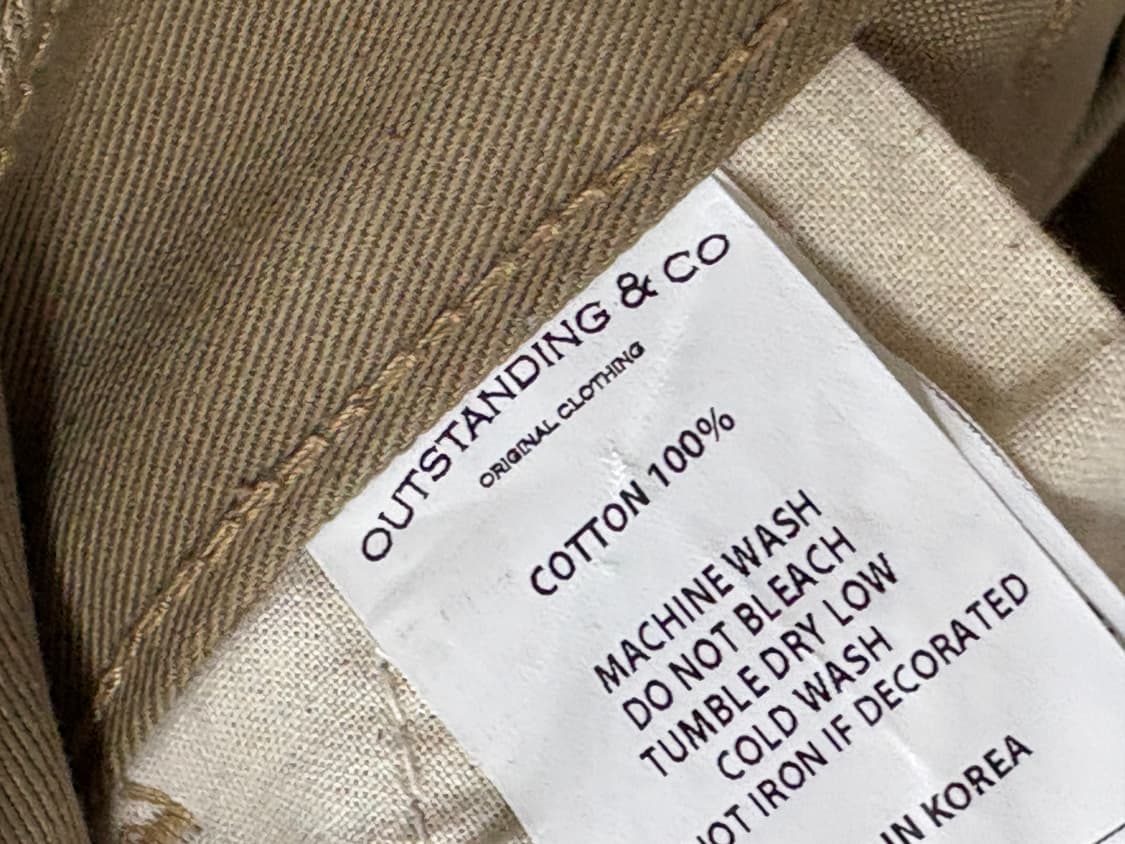 OUTSTANDING & CO
ORIGINAL CLOTHING
COTTON 100%
MACHINE WASH
DO NOT BLEACH
TUMBLE DRY LOW
COLD WASH
NOT IRON IF DECORATED
IN KOREA